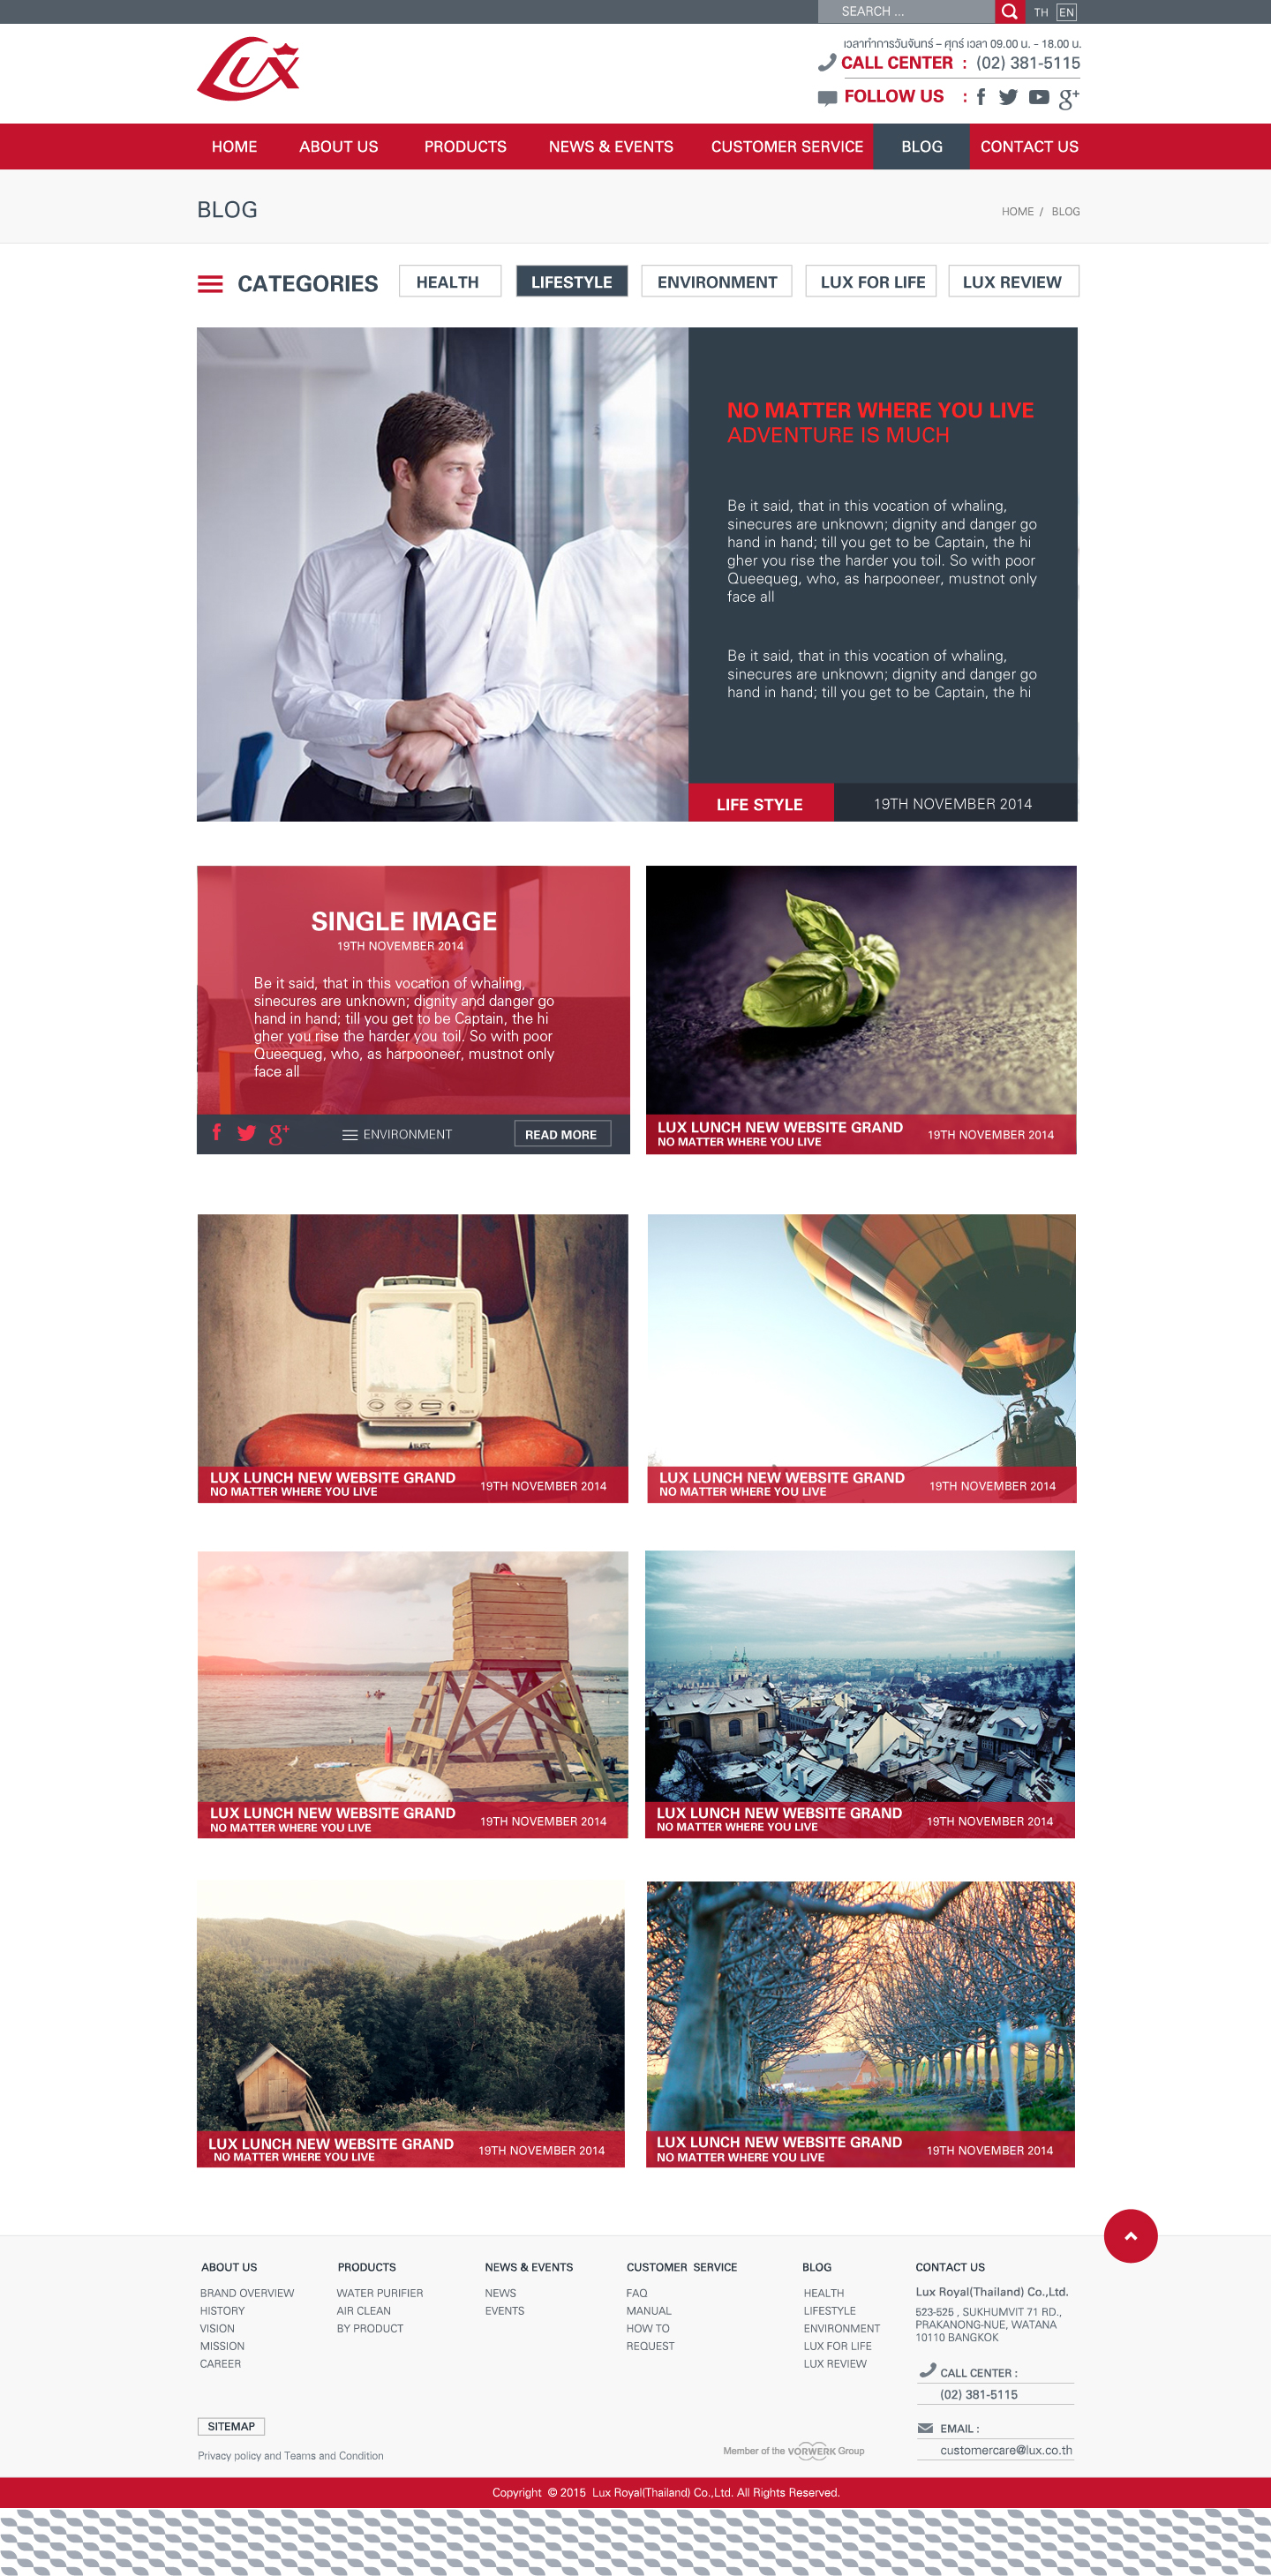 SEARCH ...
TH EN
Lux
เวลาทำการวันจันทร์ – ศุกร์ เวลา 09.00 น. - 18.00 น.
CALL CENTER : (02) 381-5115
FOLLOW US :
HOME ABOUT US PRODUCTS NEWS & EVENTS CUSTOMER SERVICE BLOG CONTACT US
BLOG
HOME / BLOG
CATEGORIES HEALTH LIFESTYLE ENVIRONMENT LUX FOR LIFE LUX REVIEW
NO MATTER WHERE YOU LIVE
ADVENTURE IS MUCH
Be it said, that in this vocation of whaling,
sinecures are unknown; dignity and danger go
hand in hand; till you get to be Captain, the hi
gher you rise the harder you toil. So with poor
Queequeg, who, as harpooneer, mustnot only
face all
Be it said, that in this vocation of whaling,
sinecures are unknown; dignity and danger go
hand in hand; till you get to be Captain, the hi
LIFE STYLE 19TH NOVEMBER 2014
SINGLE IMAGE
19TH NOVEMBER 2014
Be it said, that in this vocation of whaling,
sinecures are unknown; dignity and danger go
hand in hand; till you get to be Captain, the hi
gher you rise the harder you toil. So with poor
Queequeg, who, as harpooneer, mustnot only
face all
ENVIRONMENT READ MORE
LUX LUNCH NEW WEBSITE GRAND
NO MATTER WHERE YOU LIVE
19TH NOVEMBER 2014
LUX LUNCH NEW WEBSITE GRAND
NO MATTER WHERE YOU LIVE
19TH NOVEMBER 2014
LUX LUNCH NEW WEBSITE GRAND
NO MATTER WHERE YOU LIVE
19TH NOVEMBER 2014
LUX LUNCH NEW WEBSITE GRAND
NO MATTER WHERE YOU LIVE
19TH NOVEMBER 2014
LUX LUNCH NEW WEBSITE GRAND
NO MATTER WHERE YOU LIVE
19TH NOVEMBER 2014
LUX LUNCH NEW WEBSITE GRAND
NO MATTER WHERE YOU LIVE
19TH NOVEMBER 2014
LUX LUNCH NEW WEBSITE GRAND
NO MATTER WHERE YOU LIVE
19TH NOVEMBER 2014
ABOUT US
BRAND OVERVIEW
HISTORY
VISION
MISSION
CAREER
PRODUCTS
WATER PURIFIER
AIR CLEAN
BY PRODUCT
NEWS & EVENTS
NEWS
EVENTS
CUSTOMER SERVICE
FAQ
MANUAL
HOW TO
REQUEST
BLOG
HEALTH
LIFESTYLE
ENVIRONMENT
LUX FOR LIFE
LUX REVIEW
CONTACT US
Lux Royal(Thailand) Co.,Ltd.
523-525 , SUKHUMVIT 71 RD.,
PRAKANONG-NUE, WATANA
10110 BANGKOK
CALL CENTER :
(02) 381-5115
EMAIL :
customercare@lux.co.th
SITEMAP
Privacy policy and Teams and Condition
Member of the VORWERK Group
Copyright © 2015 Lux Royal(Thailand) Co.,Ltd. All Rights Reserved.